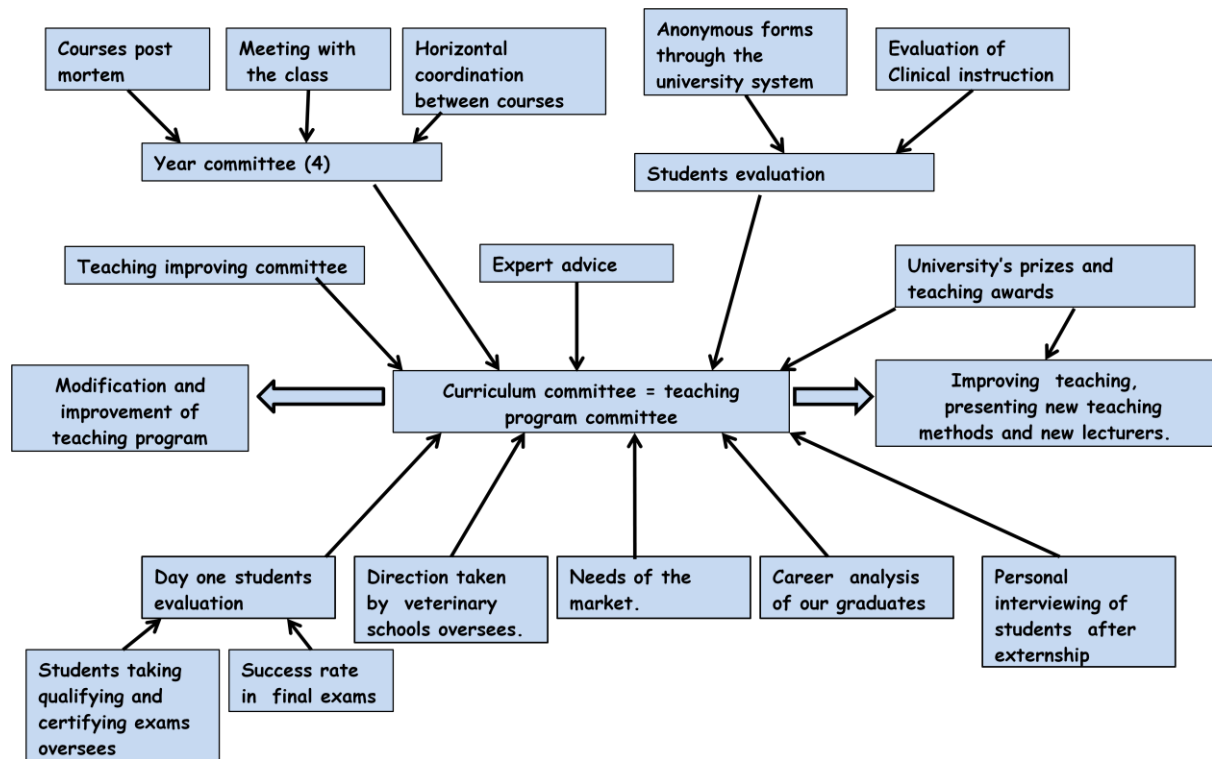 Courses post
mortem
Meeting with
the class
Horizontal
coordination
between courses
Anonymous forms
through the
university system
Evaluation of
Clinical instruction
Year committee (4)
Students evaluation
Teaching improving committee
Expert advice
University's prizes and
teaching awards
Modification and
improvement of
teaching program
Curriculum committee = teaching
program committee
Improving teaching,
presenting new teaching
methods and new lecturers.
Day one students
evaluation
Direction taken
by veterinary
schools oversees.
Needs of the
market.
Career analysis
of our graduates
Personal
interviewing of
students after
externship
Students taking
qualifying and
certifying exams
oversees
Success rate
in final exams